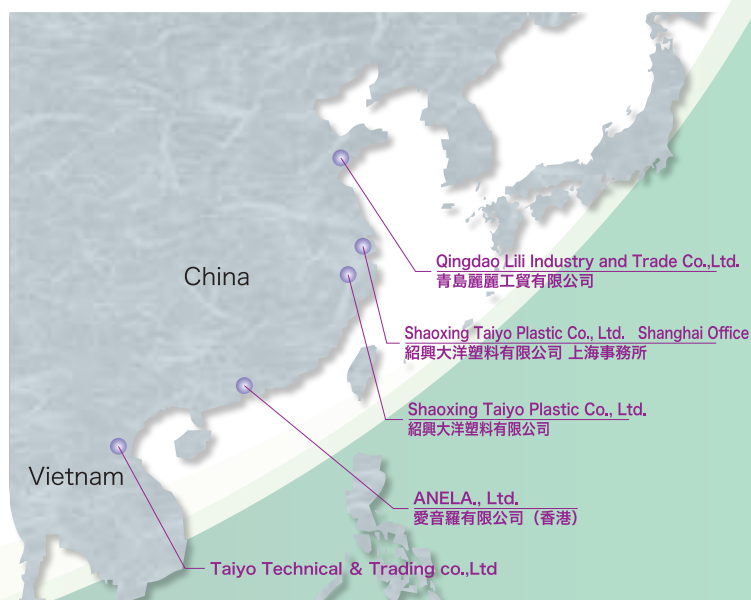 China
Vietnam
Qingdao Lili Industry and Trade Co.,Ltd.
青島麗麗工貿有限公司
Shaoxing Taiyo Plastic Co., Ltd. Shanghai Office
紹興大洋塑料有限公司 上海事務所
Shaoxing Taiyo Plastic Co., Ltd.
紹興大洋塑料有限公司
ANELA., Ltd.
愛音羅有限公司（香港）
Taiyo Technical & Trading co.,Ltd